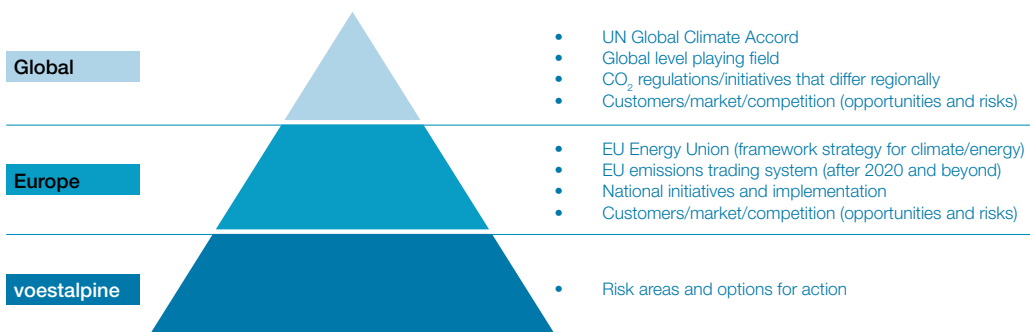 Global
• UN Global Climate Accord
• Global level playing field
• CO₂ regulations/initiatives that differ regionally
• Customers/market/competition (opportunities and risks)
Europe
• EU Energy Union (framework strategy for climate/energy)
• EU emissions trading system (after 2020 and beyond)
• National initiatives and implementation
• Customers/market/competition (opportunities and risks)
voestalpine
• Risk areas and options for action